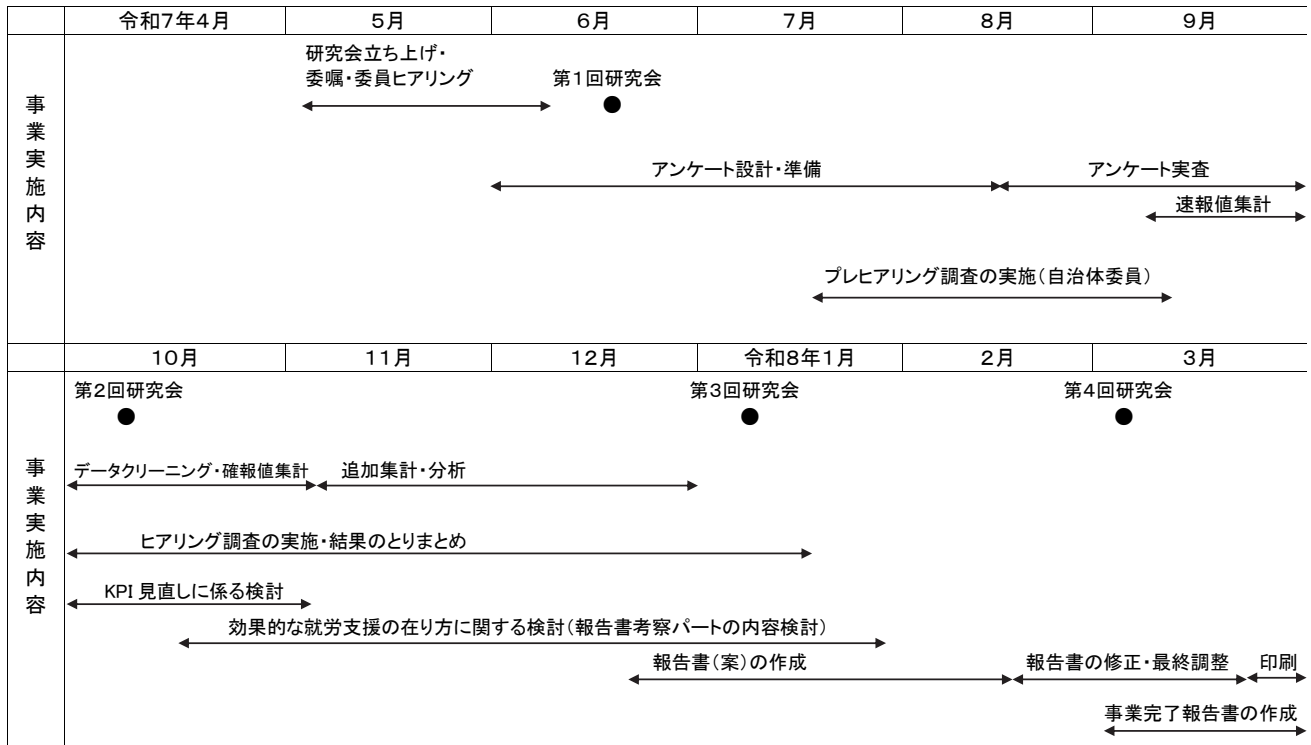 令和7年4月
5月
6月
7月
8月
9月
事業実施内容
研究会立ち上げ・
委嘱・委員ヒアリング
第1回研究会
●
アンケート設計・準備
アンケート実査
速報値集計
プレヒアリング調査の実施（自治体委員）
10月
11月
12月
令和8年1月
2月
3月
事業実施内容
第2回研究会
第3回研究会
第4回研究会
●
●
●
データクリーニング・確報値集計
追加集計・分析
ヒアリング調査の実施・結果のとりまとめ
KPI 見直しに係る検討
効果的な就労支援の在り方に関する検討（報告書考察パートの内容検討）
報告書（案）の作成
報告書の修正・最終調整
印刷
事業完了報告書の作成